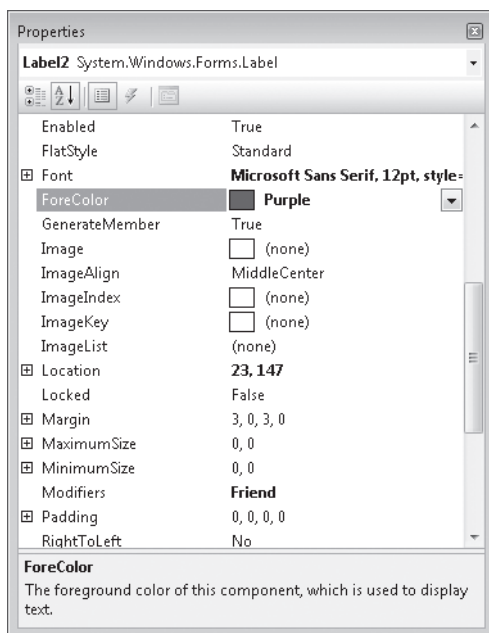 Properties
Label2 System.Windows.Forms.Label
Enabled True
FlatStyle Standard
Font Microsoft Sans Serif, 12pt, style=
ForeColor Purple
GenerateMember True
Image (none)
ImageAlign MiddleCenter
ImageIndex (none)
ImageKey (none)
ImageList (none)
Location 23, 147
Locked False
Margin 3, 0, 3, 0
MaximumSize 0, 0
MinimumSize 0, 0
Modifiers Friend
Padding 0, 0, 0, 0
RightToLeft No
ForeColor
The foreground color of this component, which is used to display
text.